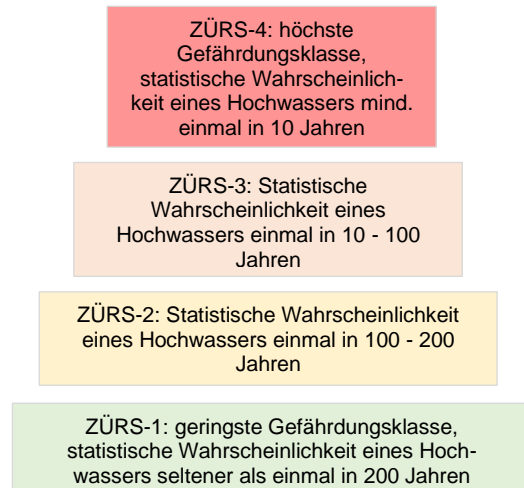 ZÜRS-4: höchste
Gefährdungsklasse,
statistische Wahrscheinlich-
keit eines Hochwassers mind.
einmal in 10 Jahren
ZÜRS-3: Statistische
Wahrscheinlichkeit eines
Hochwassers einmal in 10 - 100
Jahren
ZÜRS-2: Statistische Wahrscheinlichkeit
eines Hochwassers einmal in 100 - 200
Jahren
ZÜRS-1: geringste Gefährdungsklasse,
statistische Wahrscheinlichkeit eines Hoch-
wassers seltener als einmal in 200 Jahren